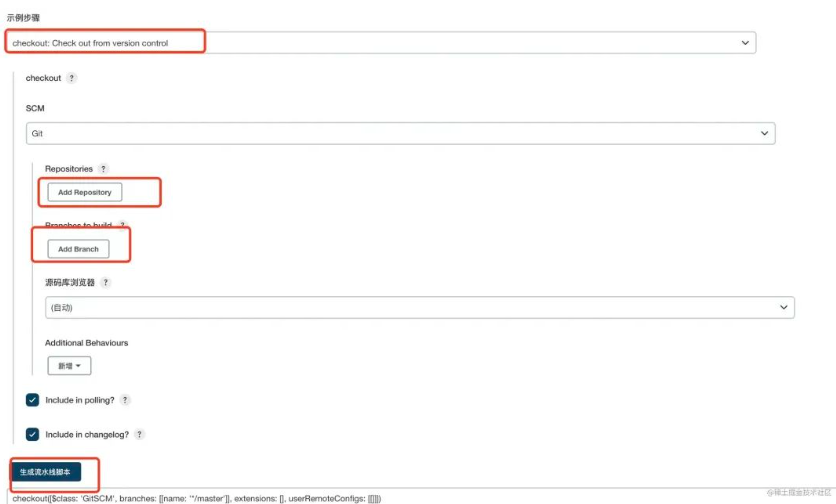 示例步骤
checkout: Check out from version control
checkout ?
SCM
Git
Repositories ?
Add Repository
Branches to build ?
Add Branch
源码库浏览器 ?
(自动)
Additional Behaviours
新增
Include in polling? ?
Include in changelog? ?
生成流水线脚本
checkout([$class: 'GitSCM', branches: [[name: '*/master']], extensions: [], userRemoteConfigs: [[]]])
@稀土掘金技术社区